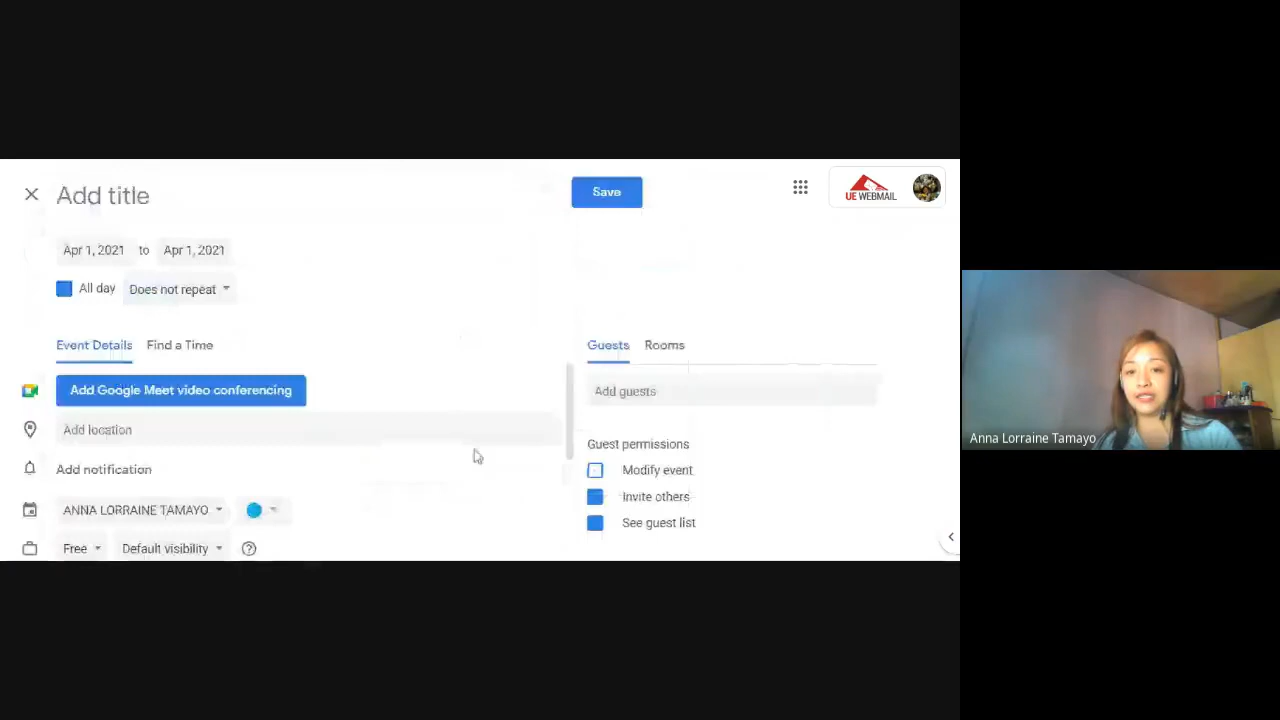 Add title
Save
UE WEBMAIL
Apr 1, 2021 to Apr 1, 2021
All day Does not repeat
Event Details Find a Time
Guests Rooms
Add Google Meet video conferencing
Add guests
Add location
Guest permissions
Add notification
Modify event
Invite others
ANNA LORRAINE TAMAYO
See guest list
Free Default visibility
Anna Lorraine Tamayo